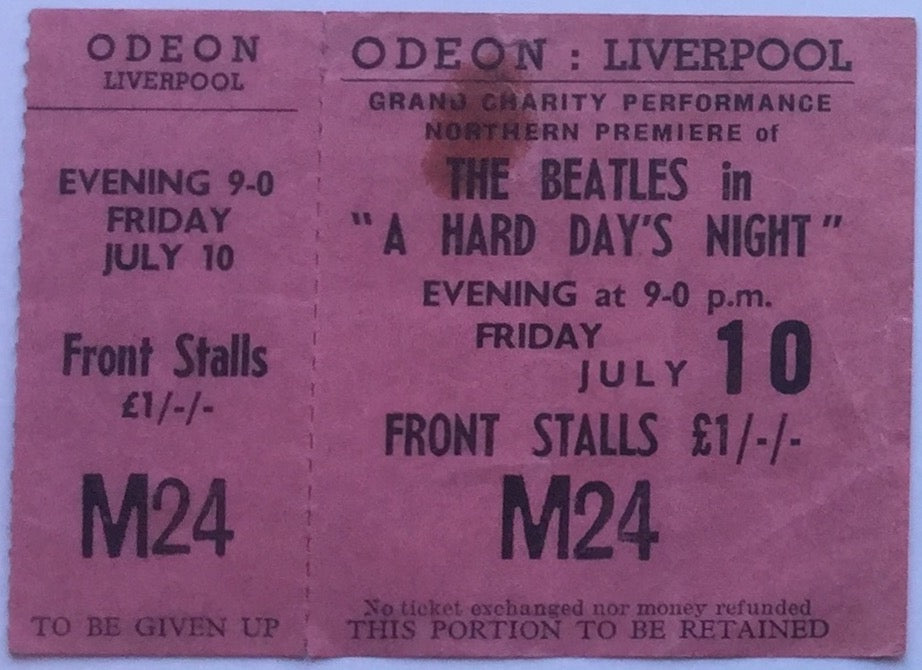 ODEON
LIVERPOOL
EVENING 9-0
FRIDAY
JULY 10
Front Stalls
£1/-/-
M24
TO BE GIVEN UP
ODEON : LIVERPOOL
GRAND CHARITY PERFORMANCE
NORTHERN PREMIERE of
THE BEATLES in
"A HARD DAY'S NIGHT"
EVENING at 9-0 p.m.
FRIDAY
JULY 10
FRONT STALLS £1/-/-
M24
No ticket exchanged nor money refunded
THIS PORTION TO BE RETAINED